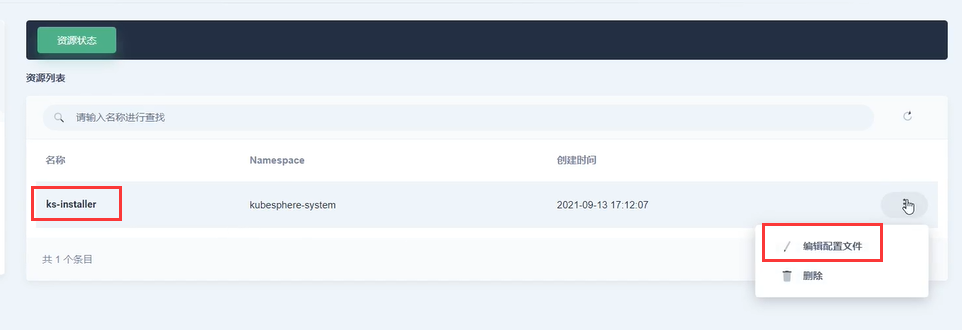 资源状态
资源列表
请输入名称进行查找
名称 Namespace 创建时间
ks-installer kubesphere-system 2021-09-13 17:12:07
编辑配置文件
共 1 个条目
删除